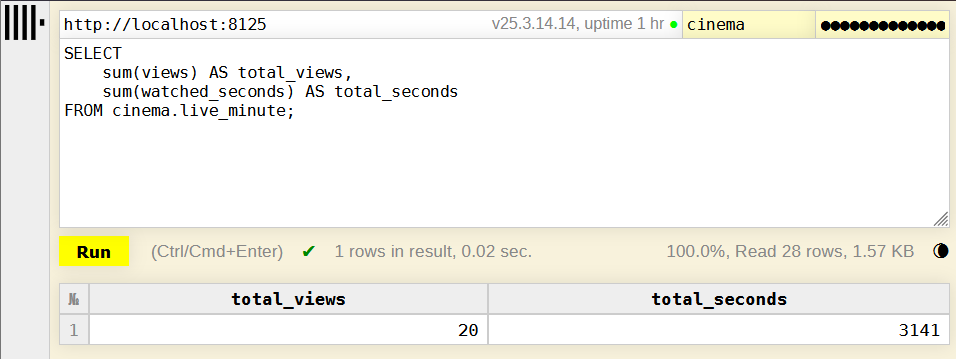 http://localhost:8125 v25.3.14.14, uptime 1 hr cinema ●●●●●●●●●●●●●
SELECT
    sum(views) AS total_views,
    sum(watched_seconds) AS total_seconds
FROM cinema.live_minute;
Run (Ctrl/Cmd+Enter) ✔ 1 rows in result, 0.02 sec. 100.0%, Read 28 rows, 1.57 KB
№ total_views total_seconds
1 20 3141